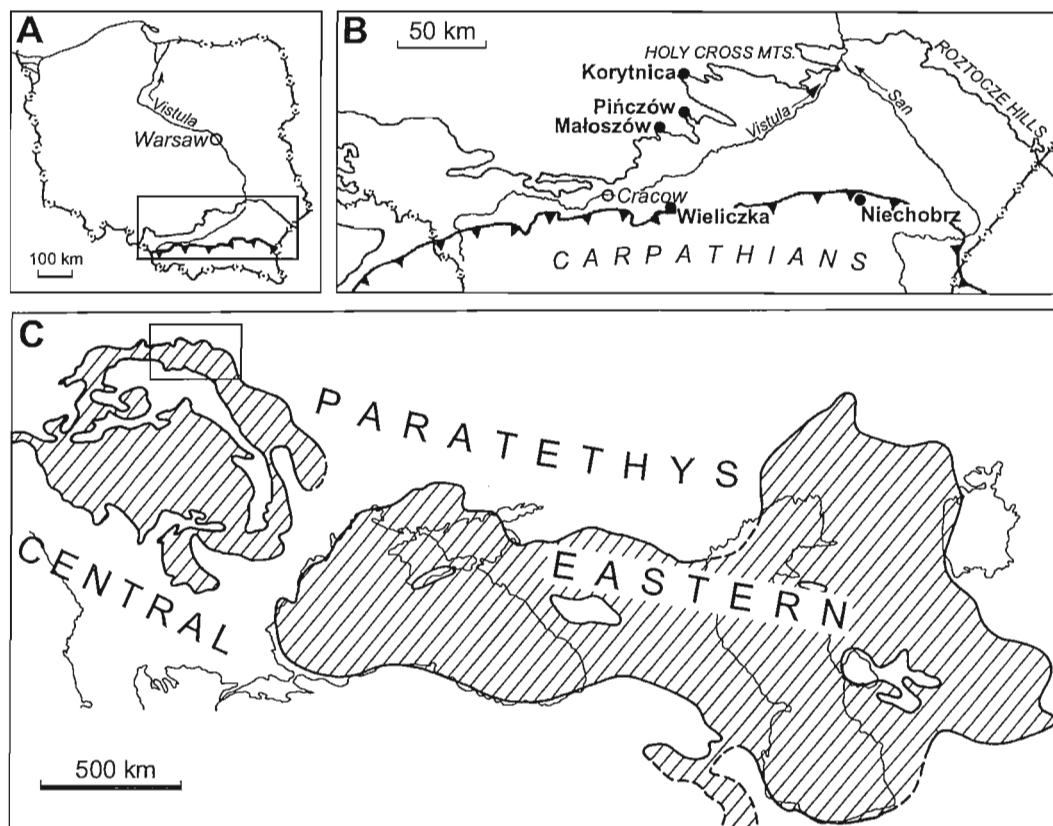 A
Vistula
Warsaw
100 km
B
50 km
HOLY CROSS MTS.
ROZTOCZE HILLS
Korytnica
Pińczów
Małoszów
Vistula
San
Cracow
Wieliczka
Niechobrz
CARPATHIANS
C
PARATETHYS
CENTRAL
EASTERN
500 km